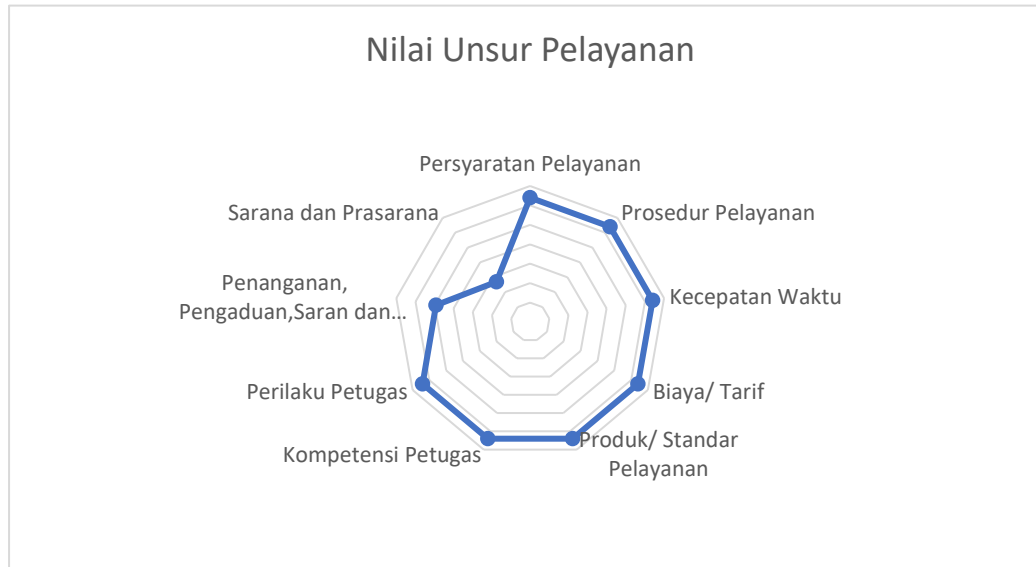 Nilai Unsur Pelayanan
Persyaratan Pelayanan
Prosedur Pelayanan
Kecepatan Waktu
Biaya/ Tarif
Produk/ Standar
Pelayanan
Kompetensi Petugas
Perilaku Petugas
Penanganan,
Pengaduan,Saran dan...
Sarana dan Prasarana